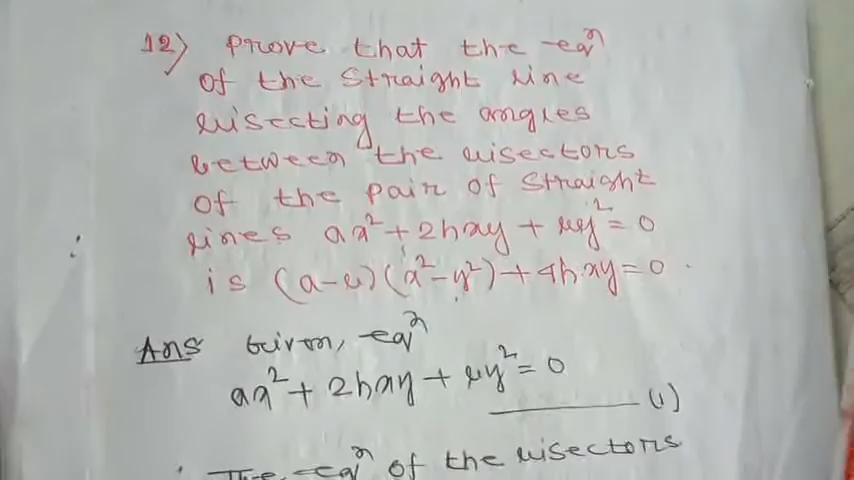 12) Prove that the eqⁿ
of the straight line
bisecting the angles
between the bisectors
of the pair of straight
lines ax² + 2hxy + by² = 0
is (a-b)(x²-y²) + 4hxy = 0.
Ans Given, eqⁿ
ax² + 2hxy + by² = 0
(1)
The eqⁿ of the bisectors